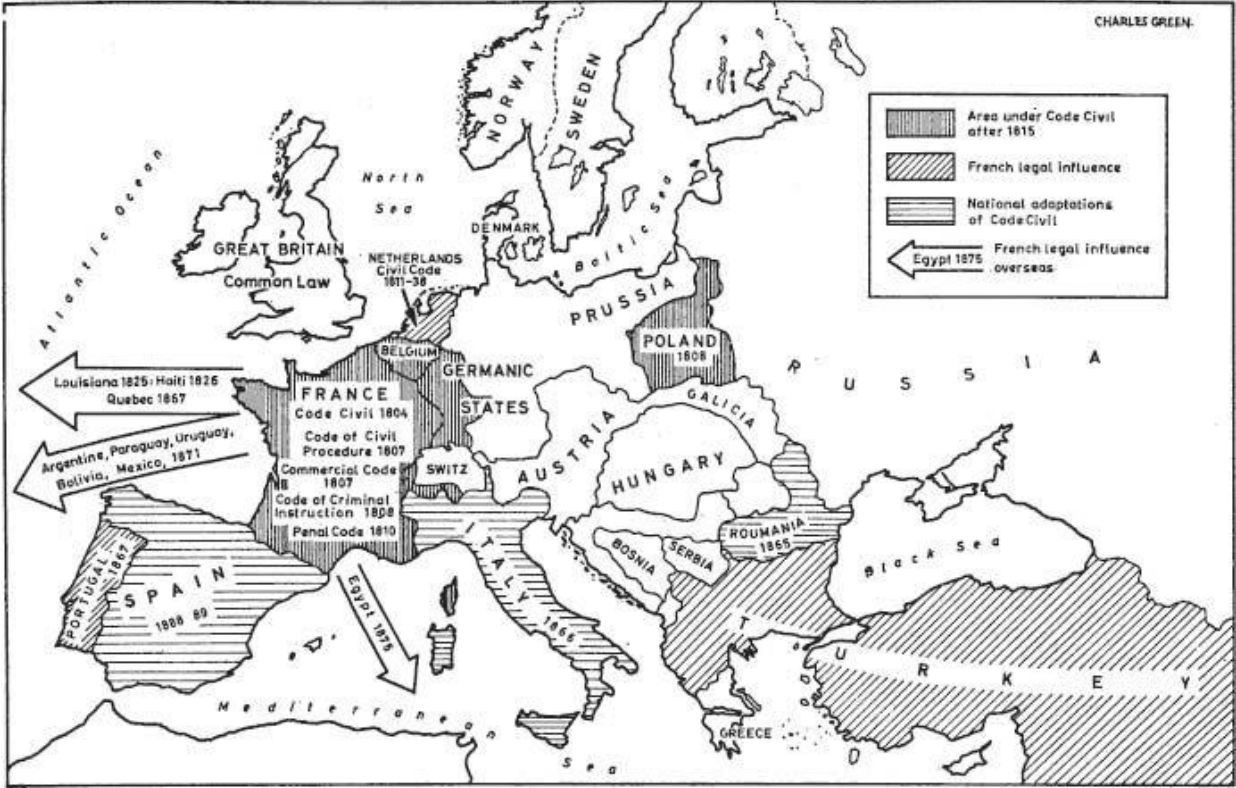 CHARLES GREEN.
Area under Code Civil
after 1815
French legal influence
National adaptations
of Code Civil
Egypt 1875
French legal influence
overseas
Atlantic Ocean
North
Sea
NORWAY
SWEDEN
Baltic Sea
DENMARK
GREAT BRITAIN
Common Law
NETHERLANDS
Civil Code
1811-38
PRUSSIA
POLAND
1808
RUSSIA
BELGIUM
GERMANIC
STATES
Louisiana 1825: Haiti 1826
Quebec 1867
Argentine, Paraguay, Uruguay,
Bolivia, Mexico, 1871
FRANCE
Code Civil 1804
Code of Civil
Procedure 1807
Commercial Code
1807
Code of Criminal
Instruction 1808
Penal Code 1810
SWITZ
AUSTRIA
GALICIA
HUNGARY
ROUMANIA
1865
BOSNIA
SERBIA
Black Sea
ITALY 1866
PORTUGAL 1867
SPAIN
1888 89
Egypt 1875
TURKEY
GREECE
Mediterranean
Sea